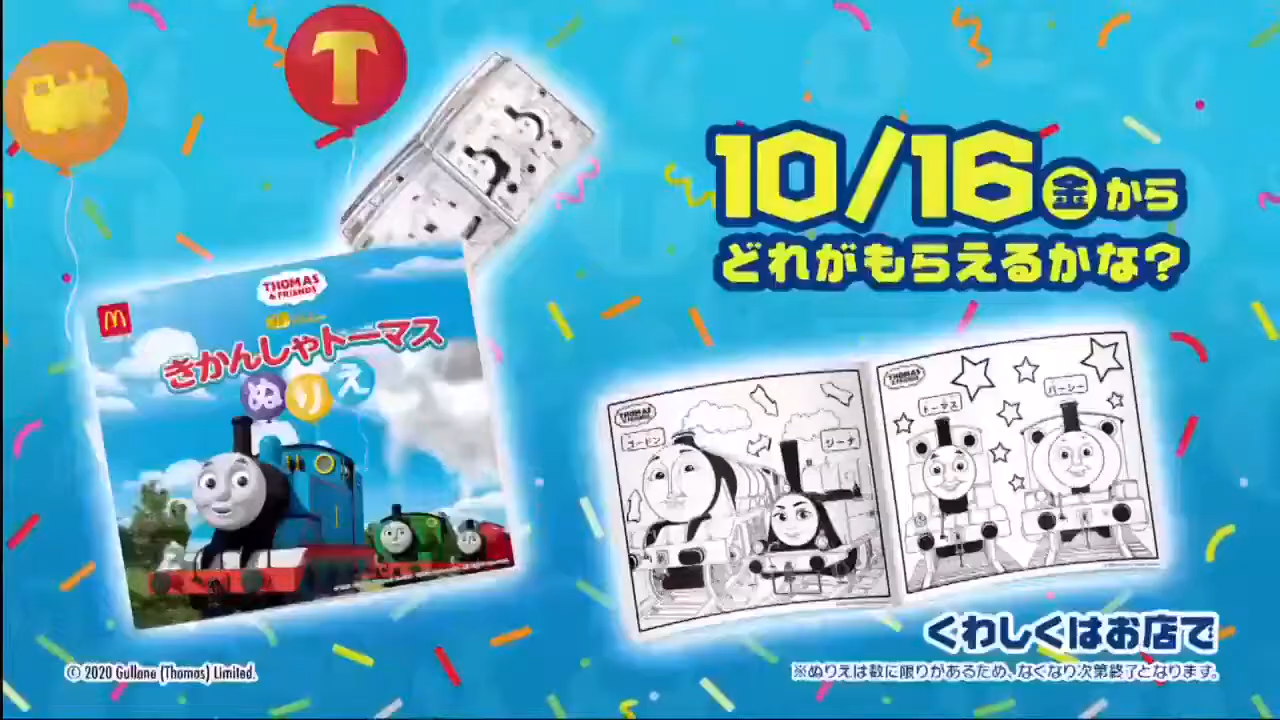 T
10/16㊎から
どれがもらえるかな?
THOMAS
& FRIENDS
きかんしゃトーマス
ぬりえ
THOMAS
& FRIENDS
ゴードン
ジーナ
THOMAS
& FRIENDS
トーマス
パーシー
1
くわしくはお店で
© 2020 Gullane (Thomas) Limited.
※ぬりえは数に限りがあるため、なくなり次第終了となります。